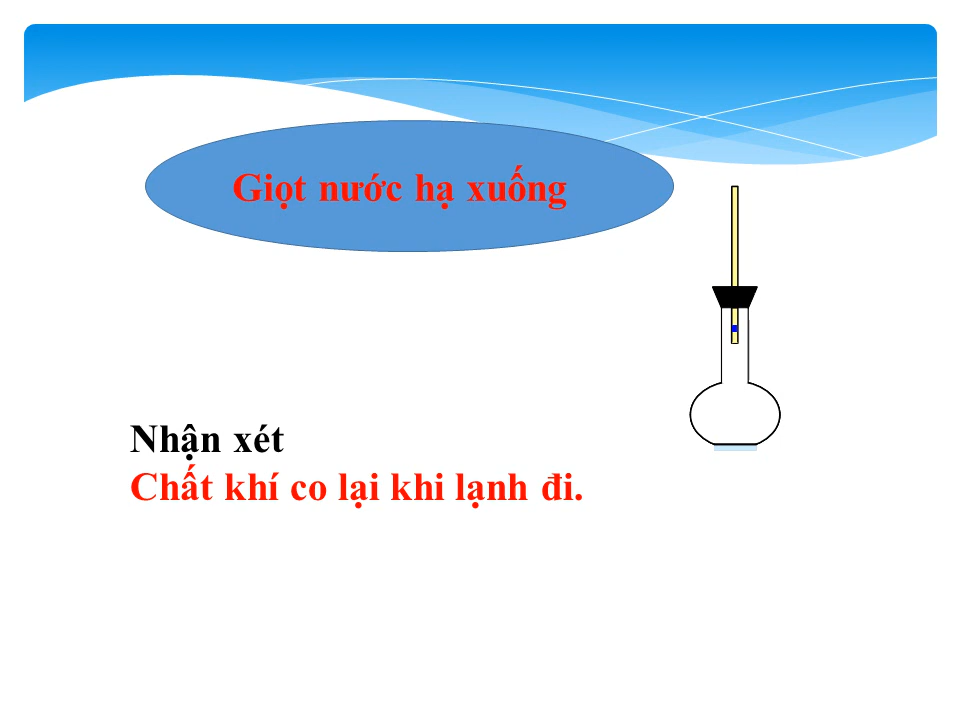 Giọt nước hạ xuống
Nhận xét
Chất khí co lại khi lạnh đi.